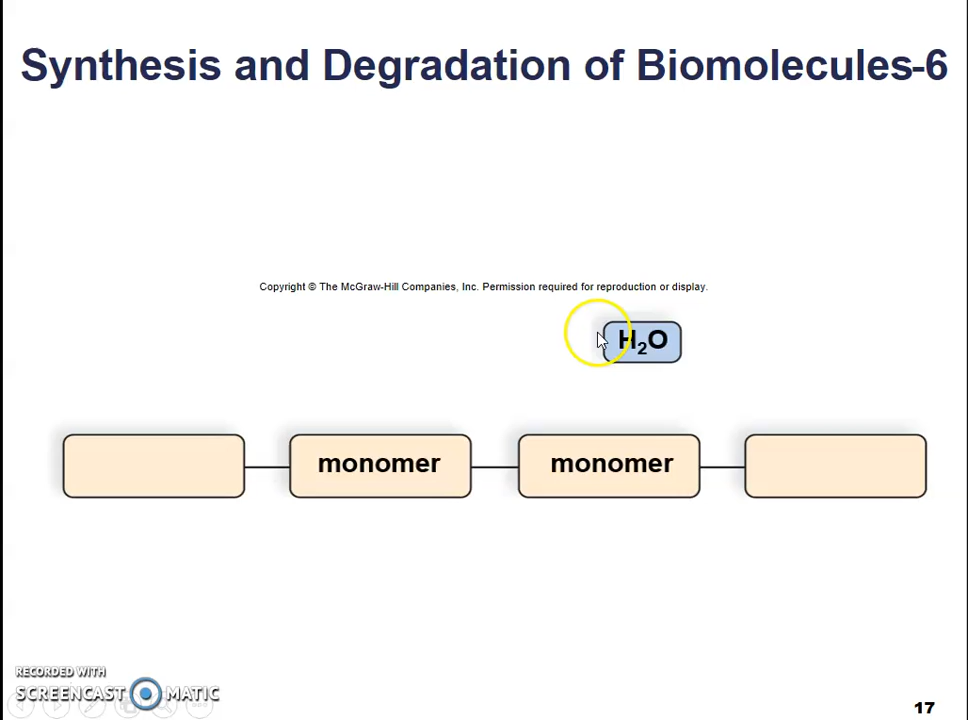 Synthesis and Degradation of Biomolecules-6
Copyright © The McGraw-Hill Companies, Inc. Permission required for reproduction or display.
H₂O
monomer monomer
RECORDED WITH
SCREENCAST MATIC
17